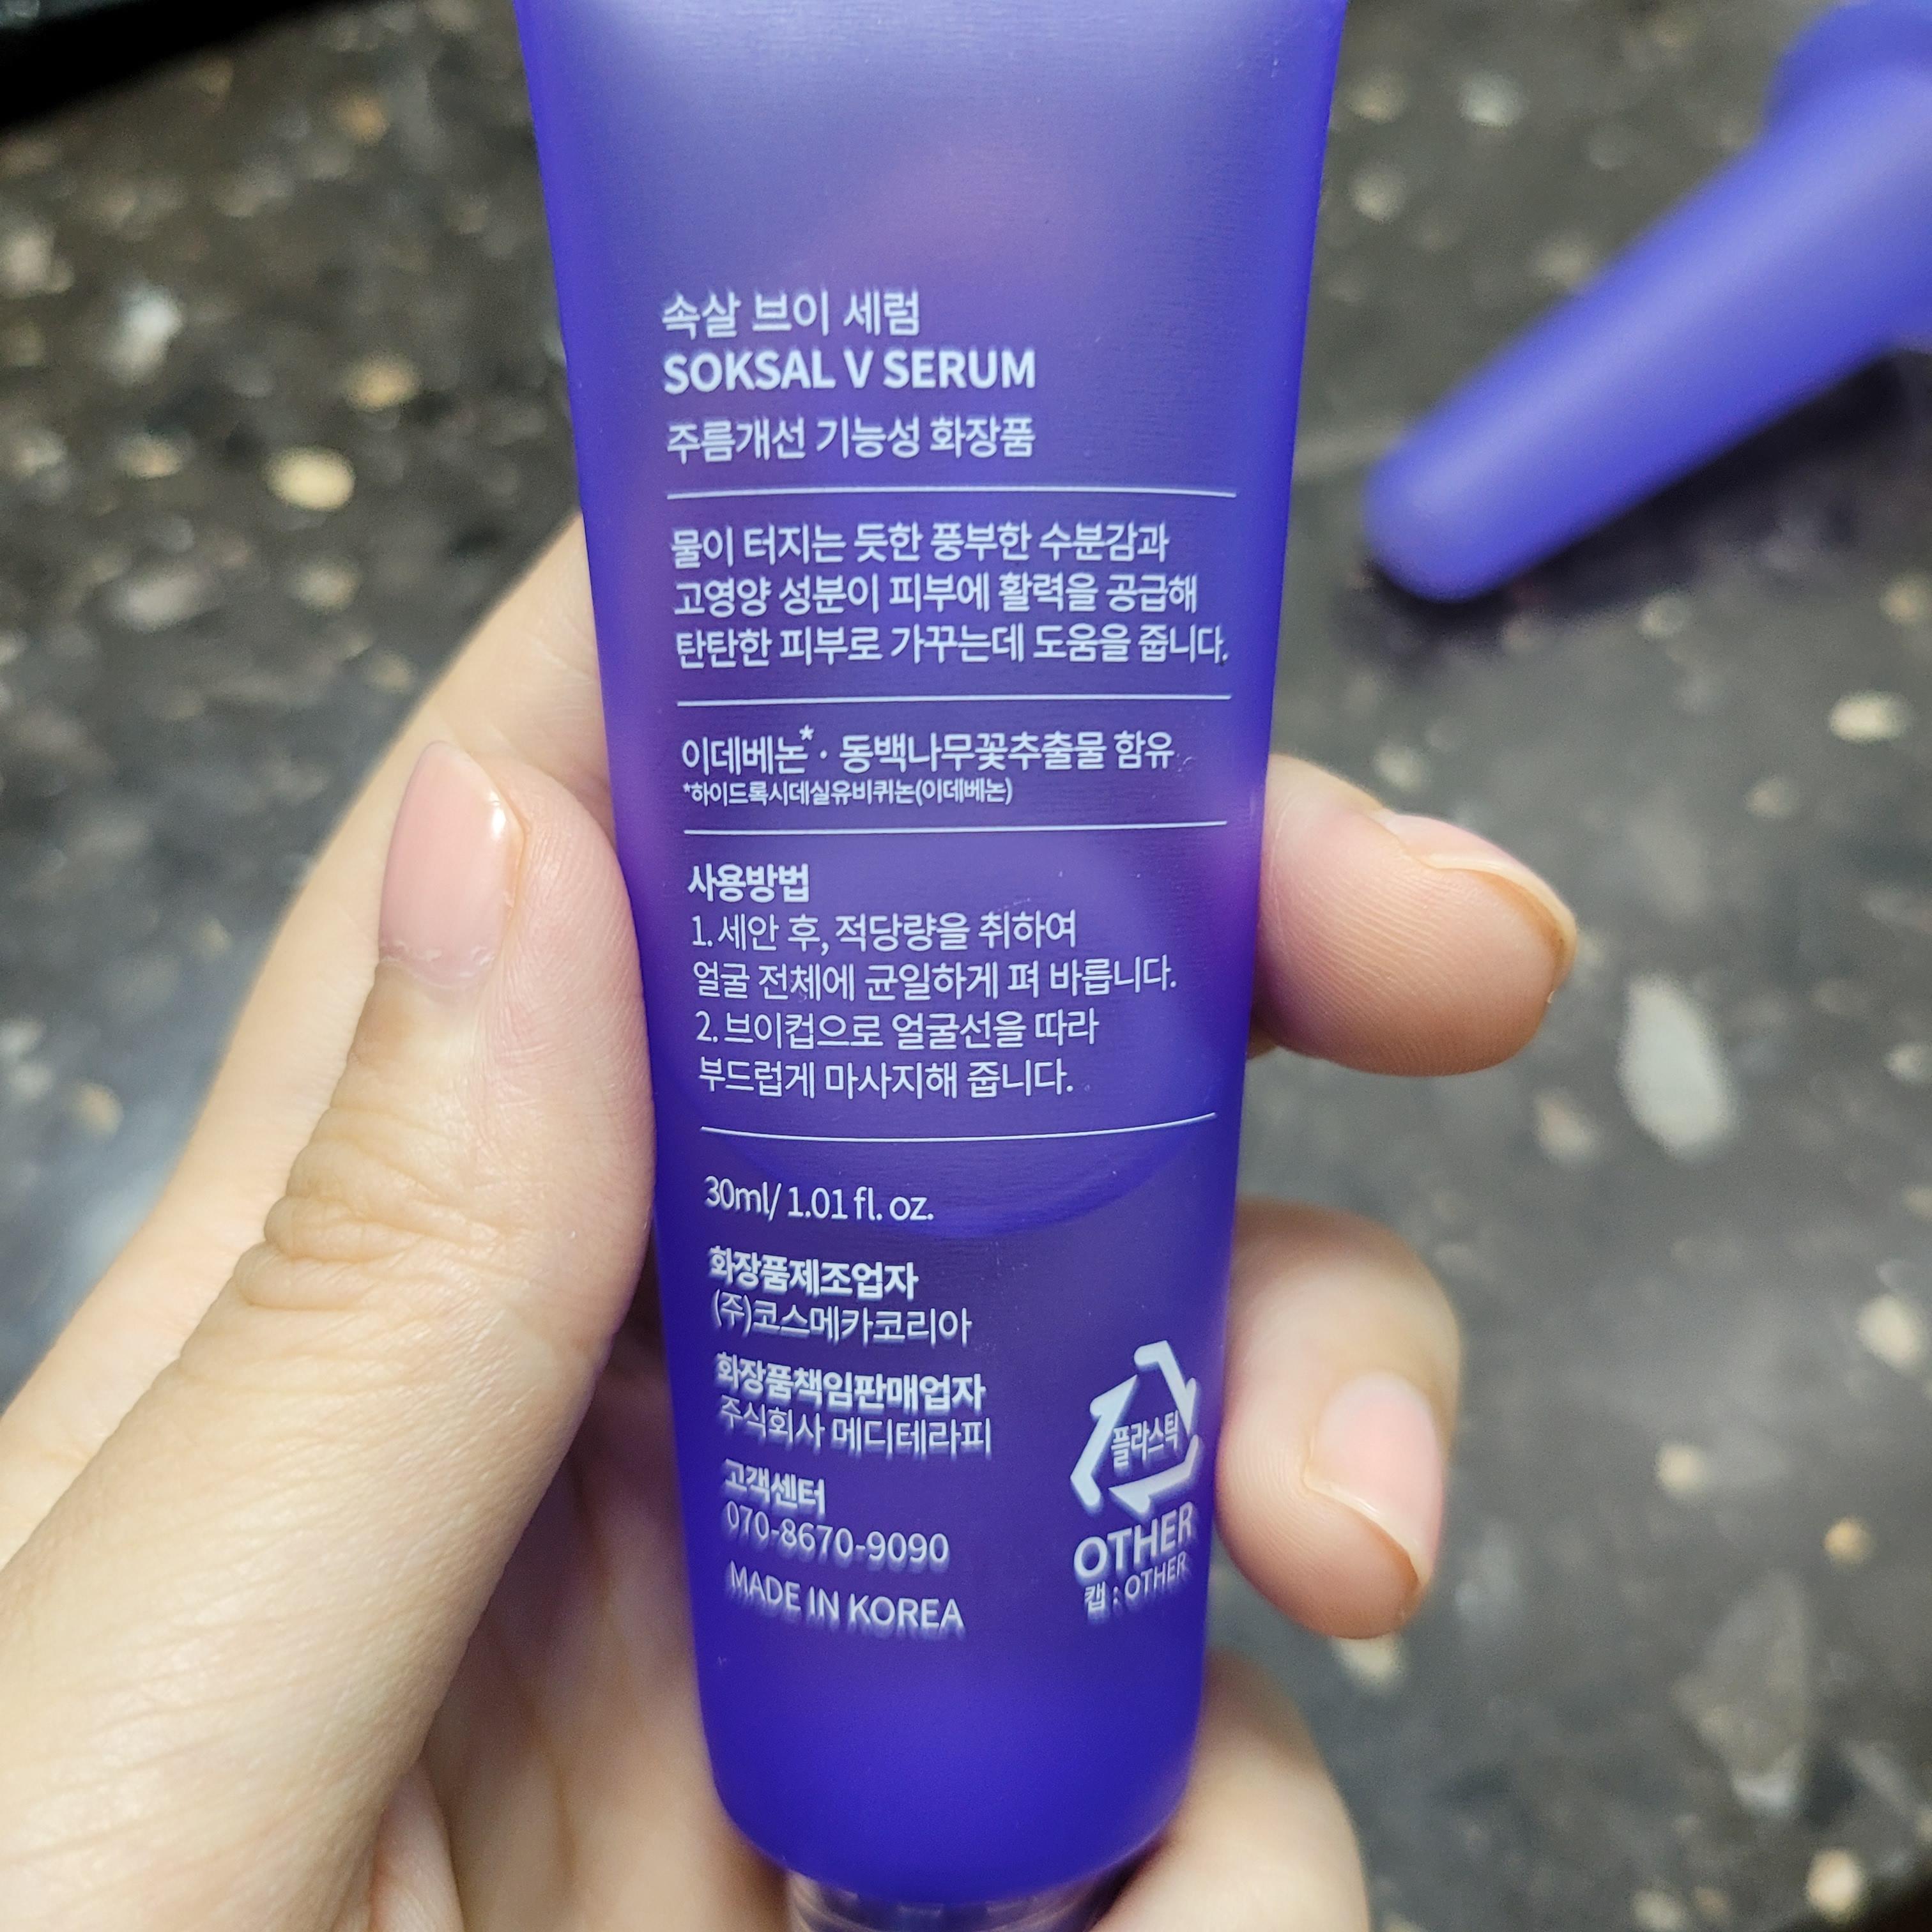 속살 브이 세럼
SOKSAL V SERUM
주름개선 기능성 화장품
물이 터지는 듯한 풍부한 수분감과
고영양 성분이 피부에 활력을 공급해
탄탄한 피부로 가꾸는데 도움을 줍니다.
이데베논*· 동백나무꽃추출물 함유
*하이드록시데실유비퀴논(이데베논)
사용방법
1. 세안 후, 적당량을 취하여
얼굴 전체에 균일하게 펴 바릅니다.
2. 브이컵으로 얼굴선을 따라
부드럽게 마사지해 줍니다.
30ml/ 1.01 fl. oz.
화장품제조업자
(주)코스메카코리아
화장품책임판매업자
주식회사 메디테라피
고객센터
070-8670-9090
MADE IN KOREA
플라스틱
OTHER
캡 : OTHER